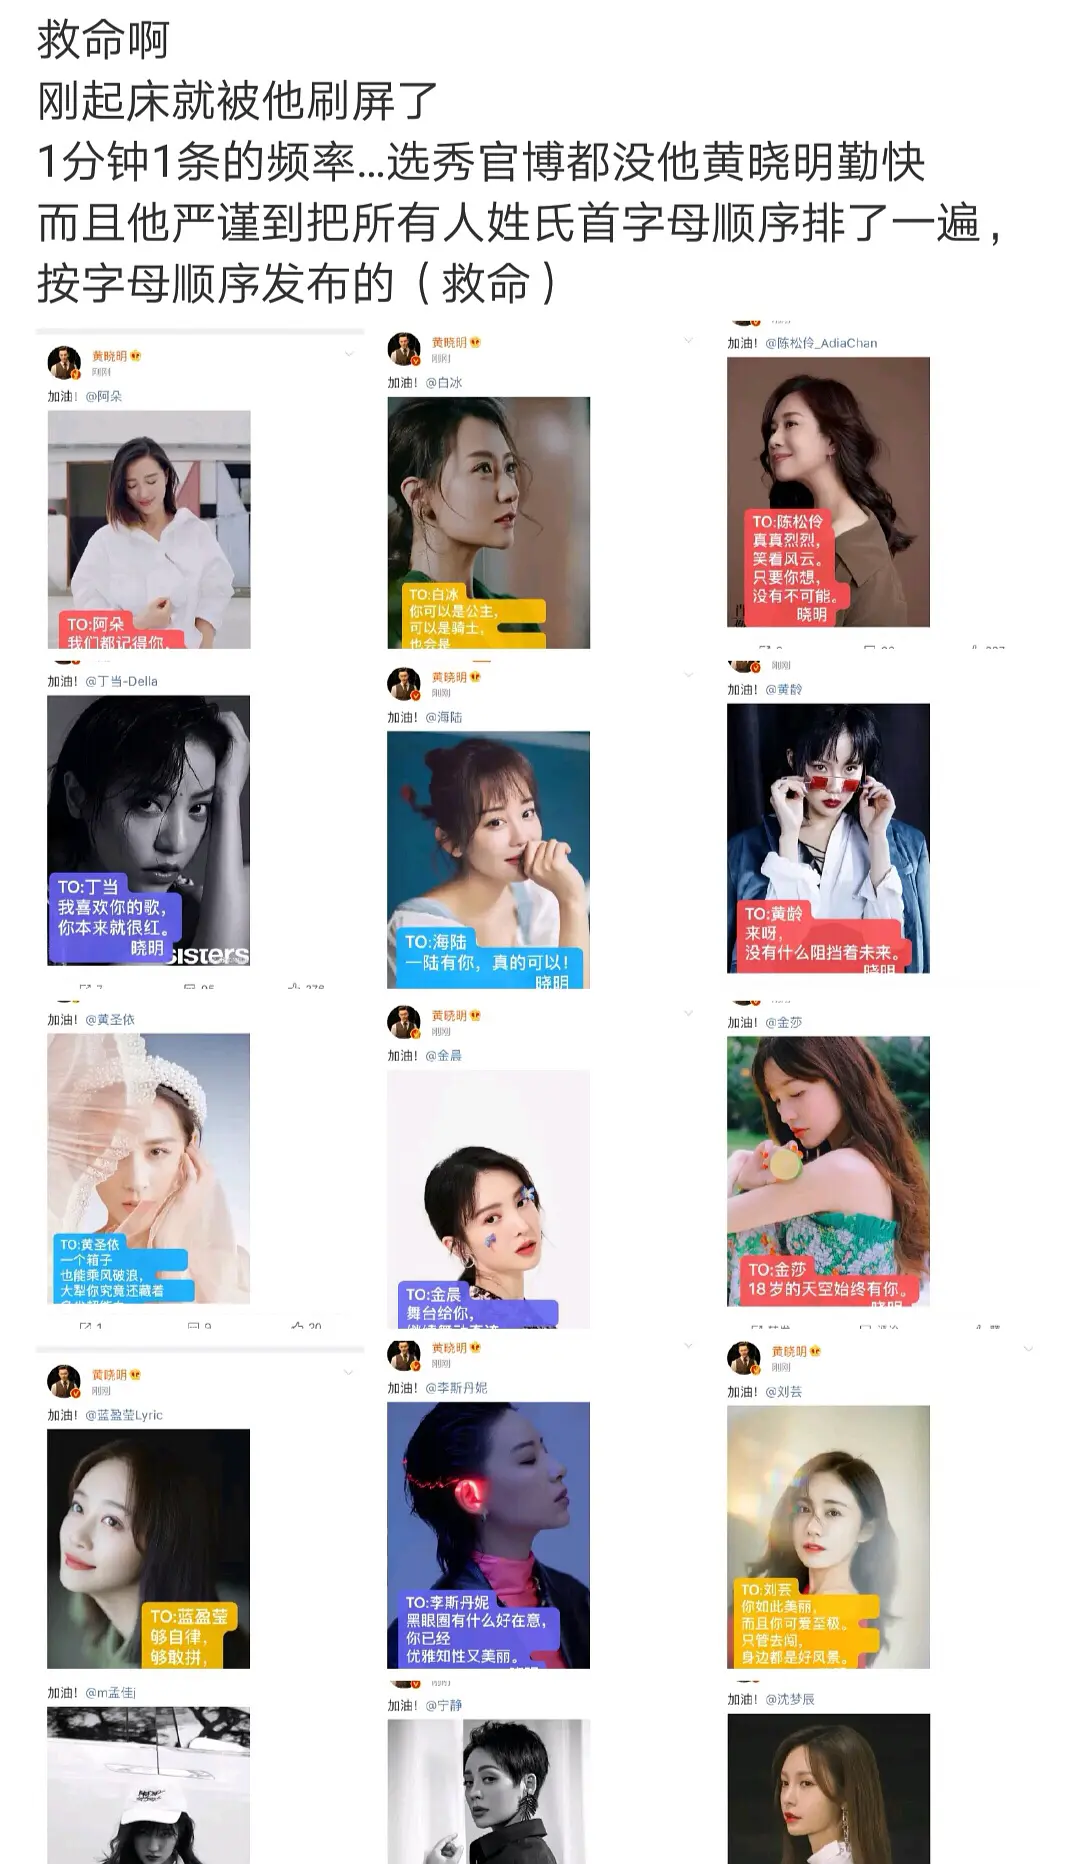 救命啊
刚起床就被他刷屏了
1分钟1条的频率...选秀官博都没他黄晓明勤快
而且他严谨到把所有人姓氏首字母顺序排了一遍，
按字母顺序发布的（救命）
黄晓明
刚刚
加油！@阿朵
TO:阿朵
我们都记得你，
黄晓明
刚刚
加油！@白冰
TO:白冰
你可以是公主，
可以是骑士，
也会是
加油！@陈松伶_AdiaChan
TO:陈松伶
真真烈烈，
笑看风云。
只要你想，
没有不可能。
晓明
加油！@丁当-Della
TO:丁当
我喜欢你的歌，
你本来就很红。
晓明
sisters
黄晓明
刚刚
加油！@海陆
TO:海陆
一陆有你，真的可以！
晓明
刚刚
加油！@黄龄
TO:黄龄
来呀，
没有什么阻挡着未来。
晓明
加油！@黄圣依
TO:黄圣依
一个箱子
也能乘风破浪，
大犁你究竟还藏着
黄晓明
刚刚
加油！@金晨
TO:金晨
舞台给你，
加油！@金莎
TO:金莎
18岁的天空始终有你。
晓明
黄晓明
刚刚
加油！@蓝盈莹Lyric
TO:蓝盈莹
够自律，
够敢拼，
黄晓明
刚刚
加油！@李斯丹妮
TO:李斯丹妮
黑眼圈有什么好在意，
你已经
优雅知性又美丽。
黄晓明
刚刚
加油！@刘芸
TO:刘芸
你如此美丽，
而且你可爱至极。
只管去闯，
身边都是好风景。
加油！@m孟佳j
加油！@宁静
加油！@沈梦辰